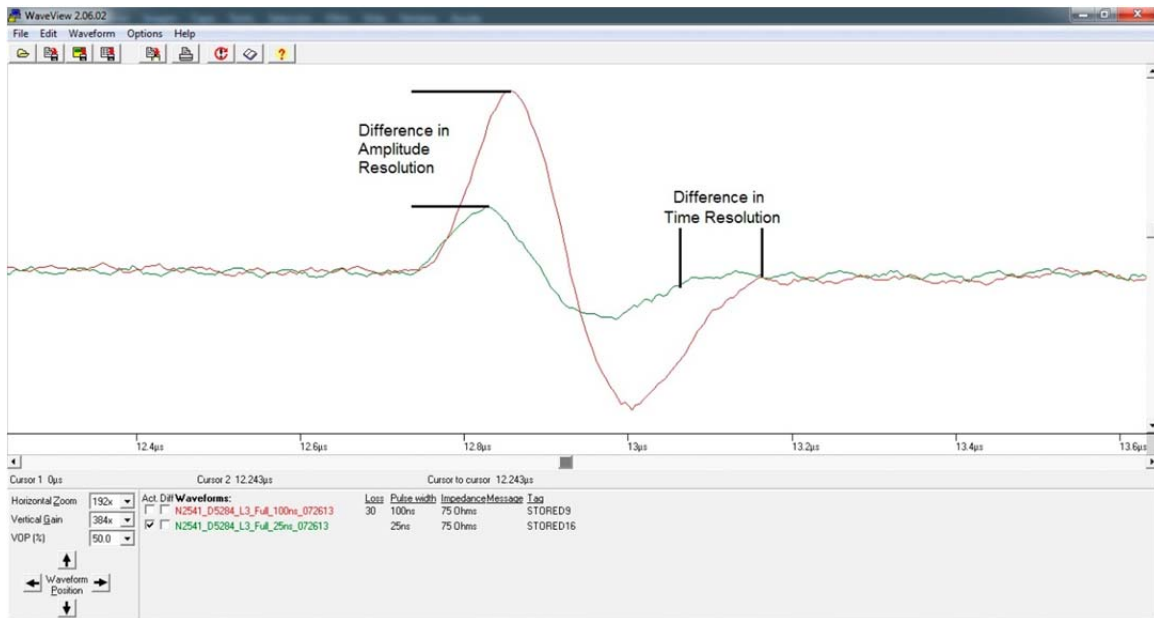 WaveView 2.06.02
File Edit Waveform Options Help
Difference in
Amplitude
Resolution
Difference in
Time Resolution
12.4µs 12.6µs 12.8µs 13µs 13.2µs 13.4µs 13.6µs
Cursor 1 0µs Cursor 2 12.243µs Cursor to cursor 12.243µs
Horizontal Zoom 192x Act. Diff Waveforms: Loss Pulse width Impedance Message Tag
N2541_D5284_L3_Full_100ns_072613 30 100ns 75 Ohms STORED9
Vertical Gain 384x N2541_D5284_L3_Full_25ns_072613 25ns 75 Ohms STORED16
VOP (%) 50.0
Waveform
Position